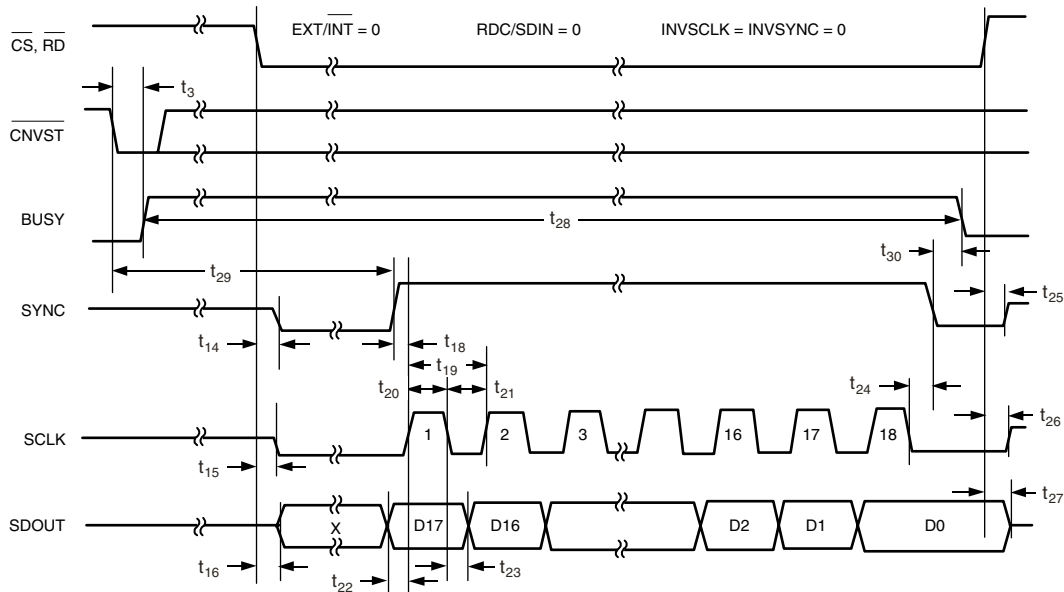 EXT/INT = 0 RDC/SDIN = 0 INVSCLK = INVSYNC = 0
CS, RD
t3
CNVST
BUSY
t28
t30
t29
SYNC
t25
t14
t18
t19
t20
t21
t24
t26
SCLK
1 2 3 16 17 18
t15
t27
SDOUT
X D17 D16 D2 D1 D0
t16
t22
t23